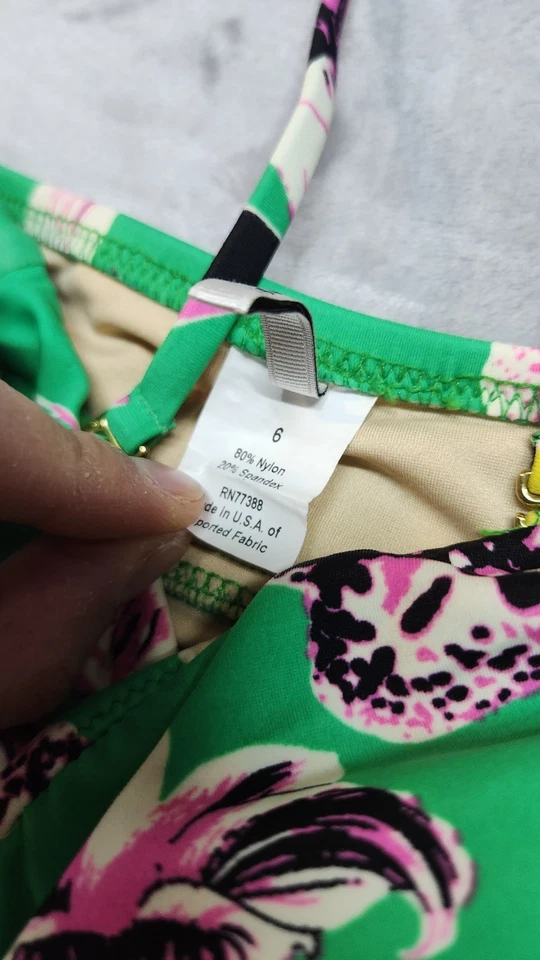 6
80% Nylon
20% Spandex
RN77388
de in U.S.A. of
ported Fabric